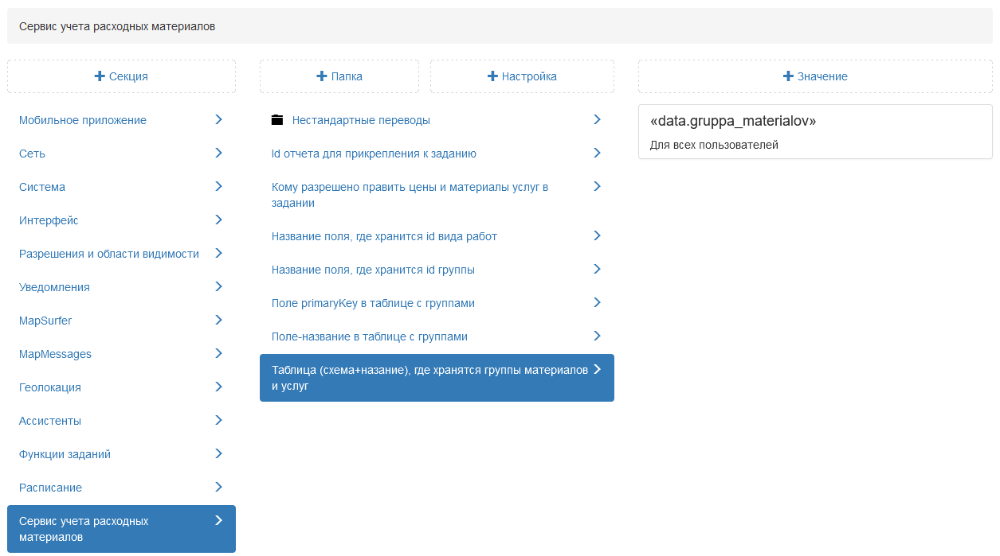 Сервис учета расходных материалов
Секция
Папка
Настройка
Значение
Мобильное приложение
Сеть
Система
Интерфейс
Разрешения и области видимости
Уведомления
MapSurfer
MapMessages
Геолокация
Ассистенты
Функции заданий
Расписание
Сервис учета расходных
материалов
Нестандартные переводы
Id отчета для прикрепления к заданию
Кому разрешено править цены и материалы услуг в
задании
Название поля, где хранится id вида работ
Название поля, где хранится id группы
Поле primaryKey в таблице с группами
Поле-название в таблице с группами
Таблица (схема+назание), где хранятся группы материалов
и услуг
«data.gruppa_materialov»
Для всех пользователей